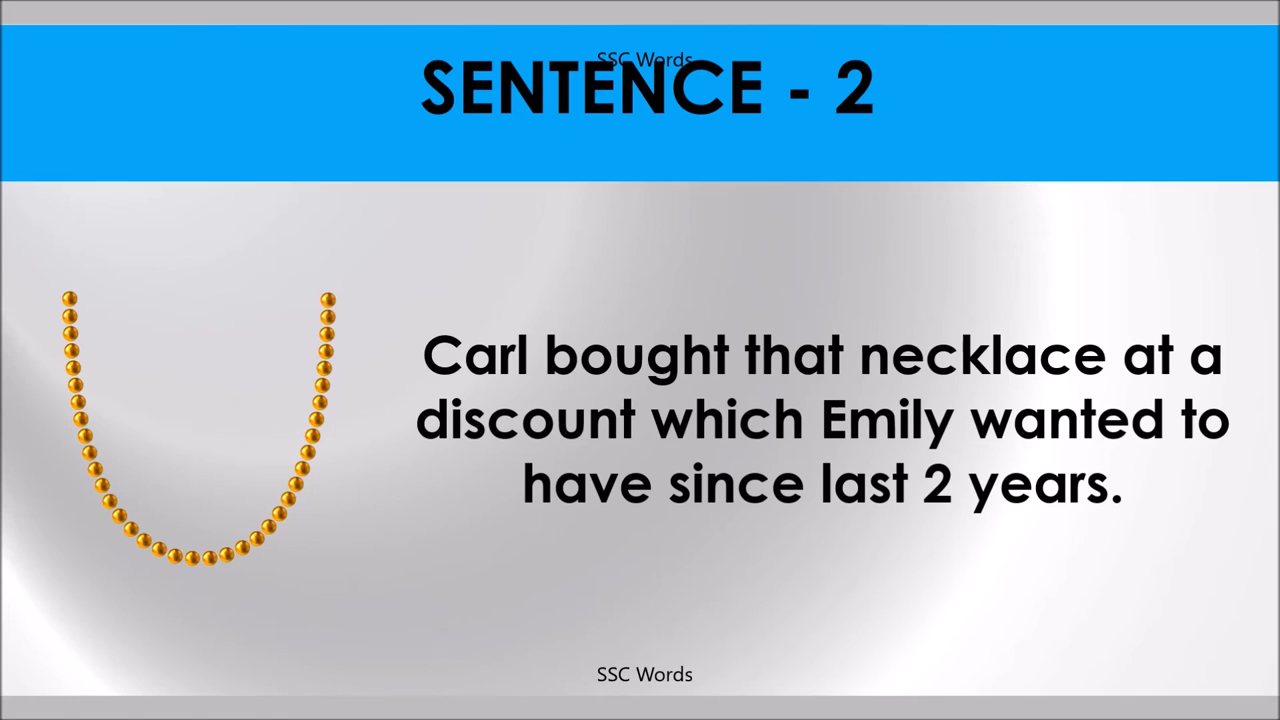 SSC Words
SENTENCE - 2
Carl bought that necklace at a
discount which Emily wanted to
have since last 2 years.
SSC Words